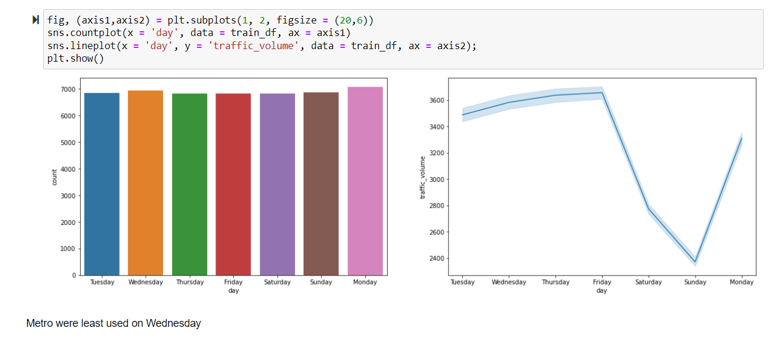 fig, (axis1,axis2) = plt.subplots(1, 2, figsize = (20,6))
sns.countplot(x = 'day', data = train_df, ax = axis1)
sns.lineplot(x = 'day', y = 'traffic_volume', data = train_df, ax = axis2);
plt.show()
7000
6000
5000
4000
3000
2000
1000
0
count
Tuesday Wednesday Thursday Friday Saturday Sunday Monday
day
3600
3400
3200
3000
2800
2600
2400
traffic_volume
Tuesday Wednesday Thursday Friday Saturday Sunday Monday
day
Metro were least used on Wednesday